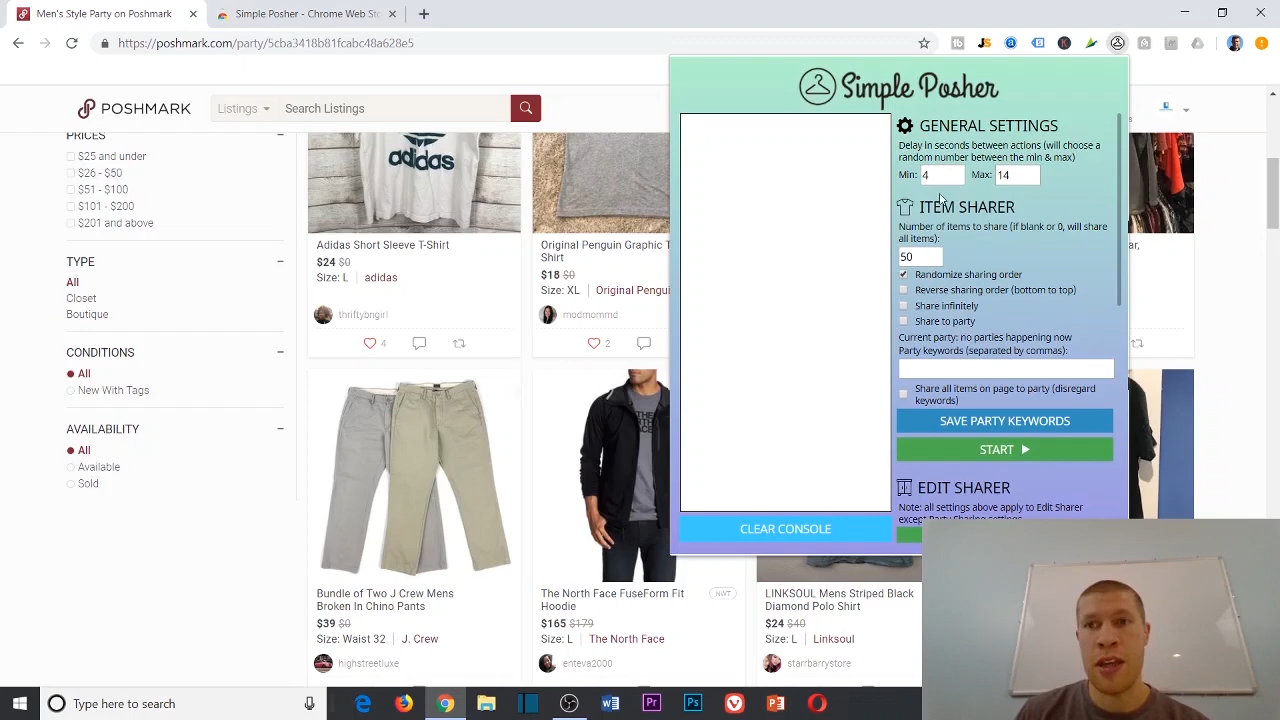 Men's Style Party on Poshmark
Simple Posher - Chrome Web Sto
https://poshmark.com/party/5cba3418b81fcabc48a628e5
POSHMARK
Listings
Search Listings
PRICES
$25 and under
$26 - $50
$51 - $100
$101 - $200
$201 and above
TYPE
All
Closet
Boutique
CONDITIONS
All
New With Tags
AVAILABILITY
All
Available
Sold
adidas
Adidas Short Sleeve T-Shirt
$24 $0
Size: L | adidas
thriftybngirl
4
Original Penguin Graphic T
Shirt
$18 $0
Size: XL | Original Pengui
modmommd
2
Bundle of Two J Crew Mens
Broken In Chino Pants
$39 $0
Size: Waist 32 | J. Crew
highstreetluxe
The North Face FuseForm Fit
Hoodie
NWT
$165 $179
Size: L | The North Face
enteva2000
LINKSOUL Mens Striped Black
Diamond Polo Shirt
$24 $40
Size: L | Linksoul
starrbarrystore
Simple Posher
GENERAL SETTINGS
Delay in seconds between actions (will choose a
random number between the min & max)
Min: 4 Max: 14
ITEM SHARER
Number of items to share (if blank or 0, will share
all items):
50
Randomize sharing order
Reverse sharing order (bottom to top)
Share infinitely
Share to party
Current party: no parties happening now
Party keywords (separated by commas):
Share all items on page to party (disregard
keywords)
SAVE PARTY KEYWORDS
START
EDIT SHARER
Note: all settings above apply to Edit Sharer
except Party Sharing settings
CLEAR CONSOLE
Type here to search